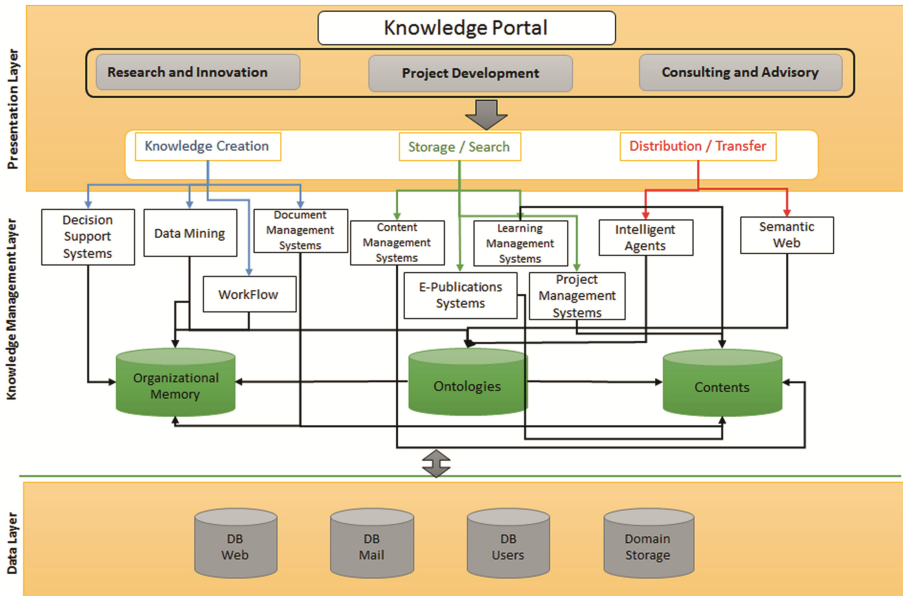 Knowledge Portal
Presentation Layer
Research and Innovation
Project Development
Consulting and Advisory
Knowledge Creation
Storage / Search
Distribution / Transfer
Knowledge Management Layer
Decision
Support
Systems
Data Mining
Document
Management
Systems
WorkFlow
Content
Management
Systems
Learning
Management
Systems
E-Publications
Systems
Project
Management
Systems
Intelligent
Agents
Semantic
Web
Organizational
Memory
Ontologies
Contents
Data Layer
DB
Web
DB
Mail
DB
Users
Domain
Storage